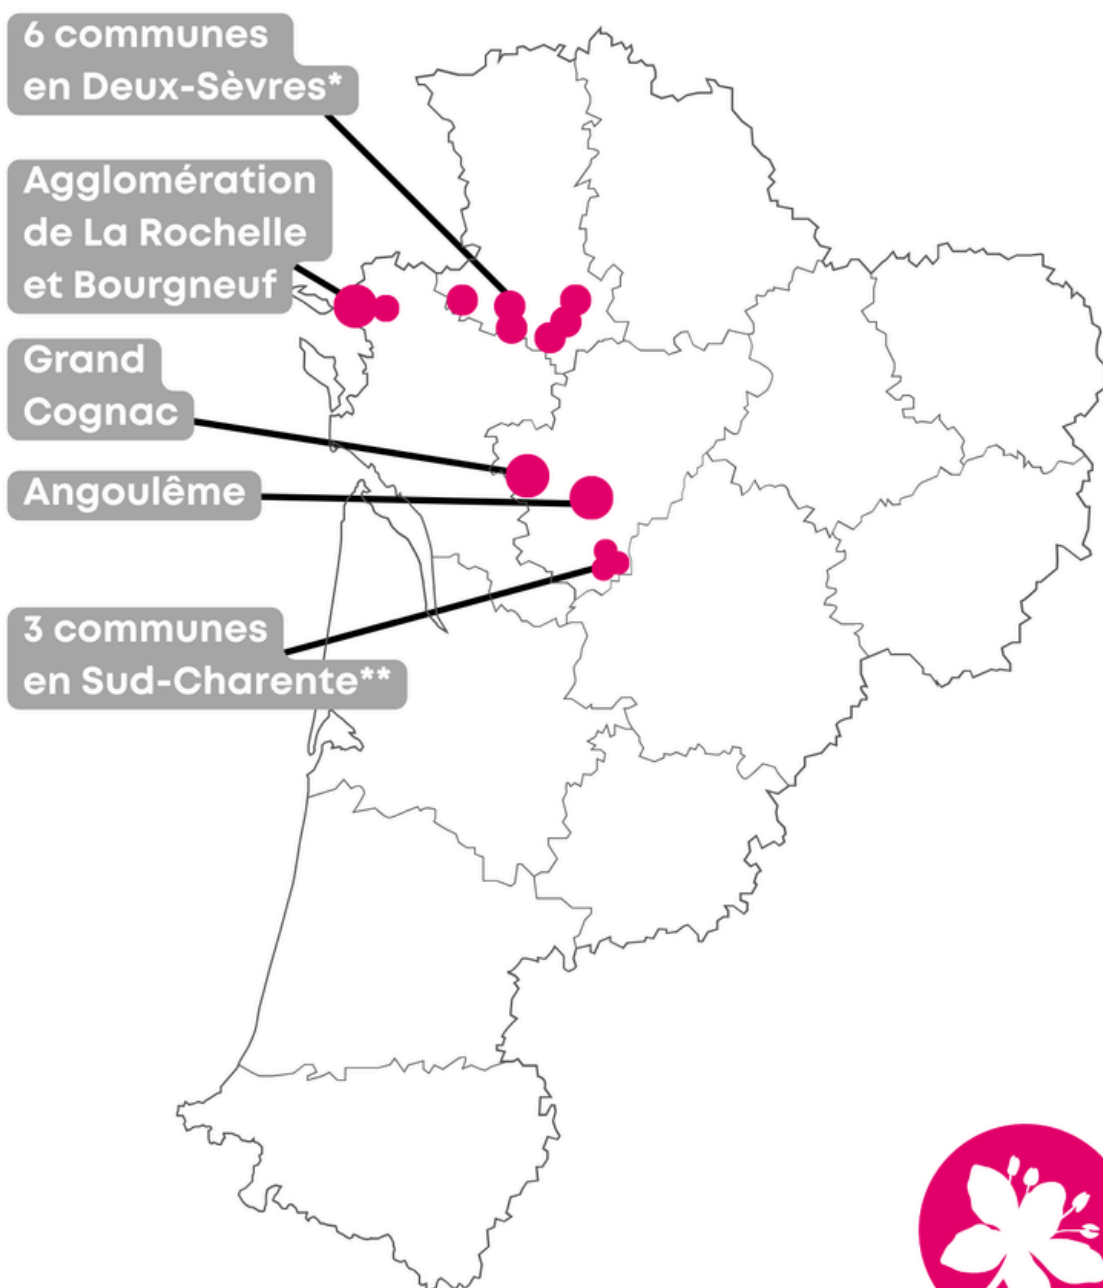 6 communes
en Deux-Sèvres*
Agglomération
de La Rochelle
et Bourgneuf
Grand
Cognac
Angoulême
3 communes
en Sud-Charente**